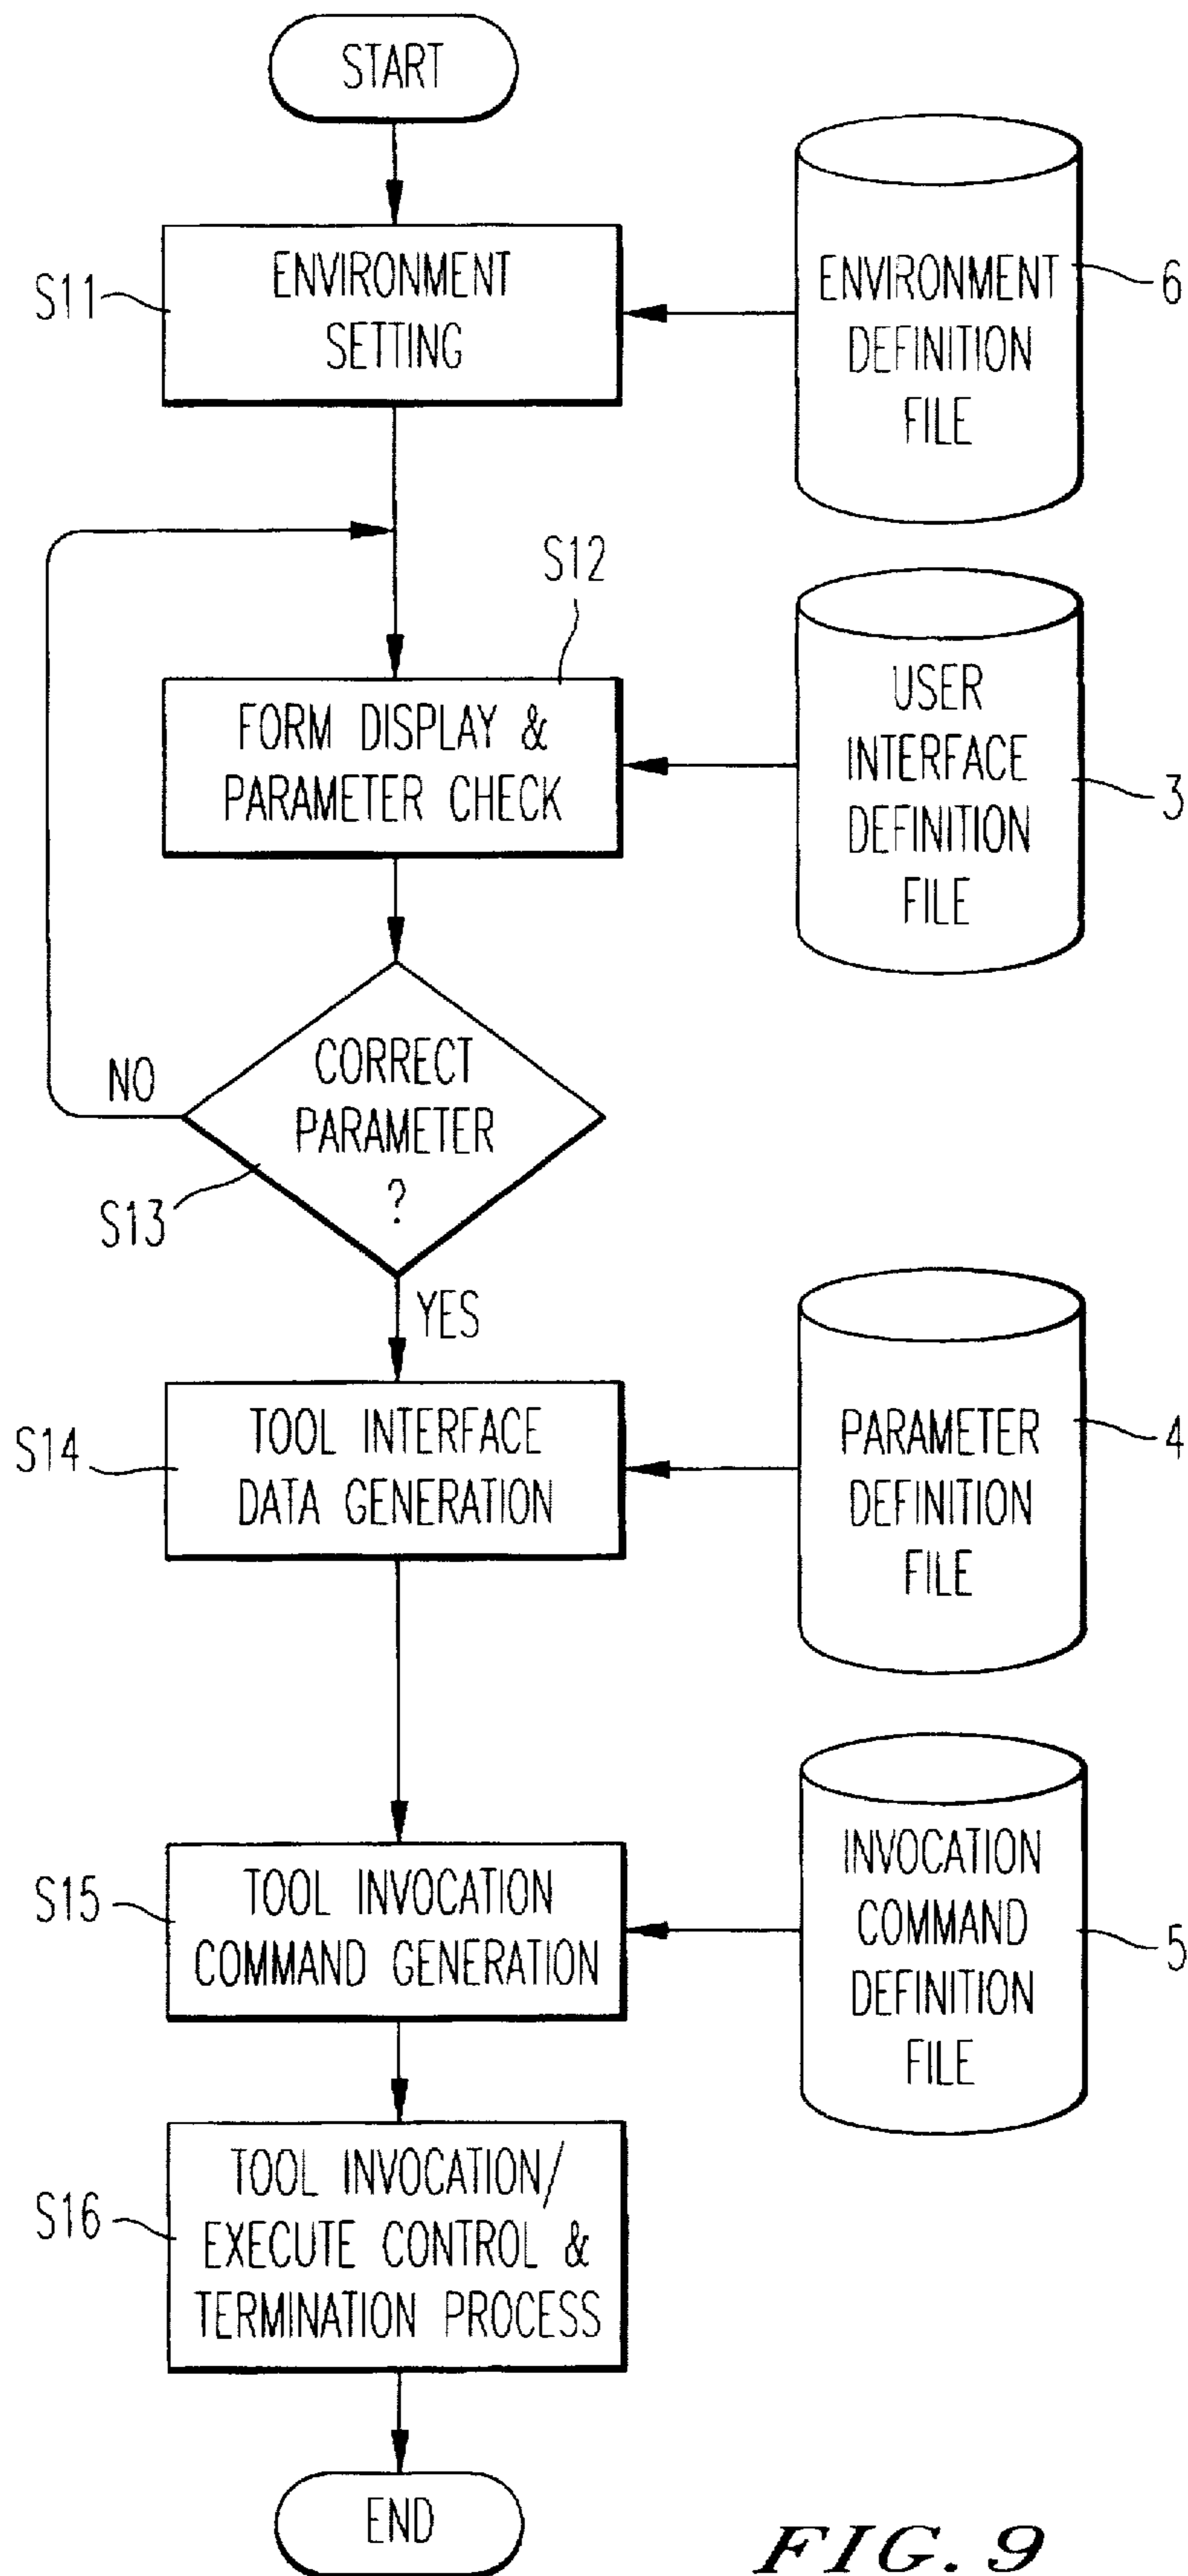 START
ENVIRONMENT
SETTING
S11
ENVIRONMENT
DEFINITION
FILE
6
S12
FORM DISPLAY &
PARAMETER CHECK
USER
INTERFACE
DEFINITION
FILE
3
CORRECT
PARAMETER
?
NO
S13
YES
S14
TOOL INTERFACE
DATA GENERATION
PARAMETER
DEFINITION
FILE
4
S15
TOOL INVOCATION
COMMAND GENERATION
INVOCATION
COMMAND
DEFINITION
FILE
5
S16
TOOL INVOCATION/
EXECUTE CONTROL &
TERMINATION PROCESS
END
FIG. 9